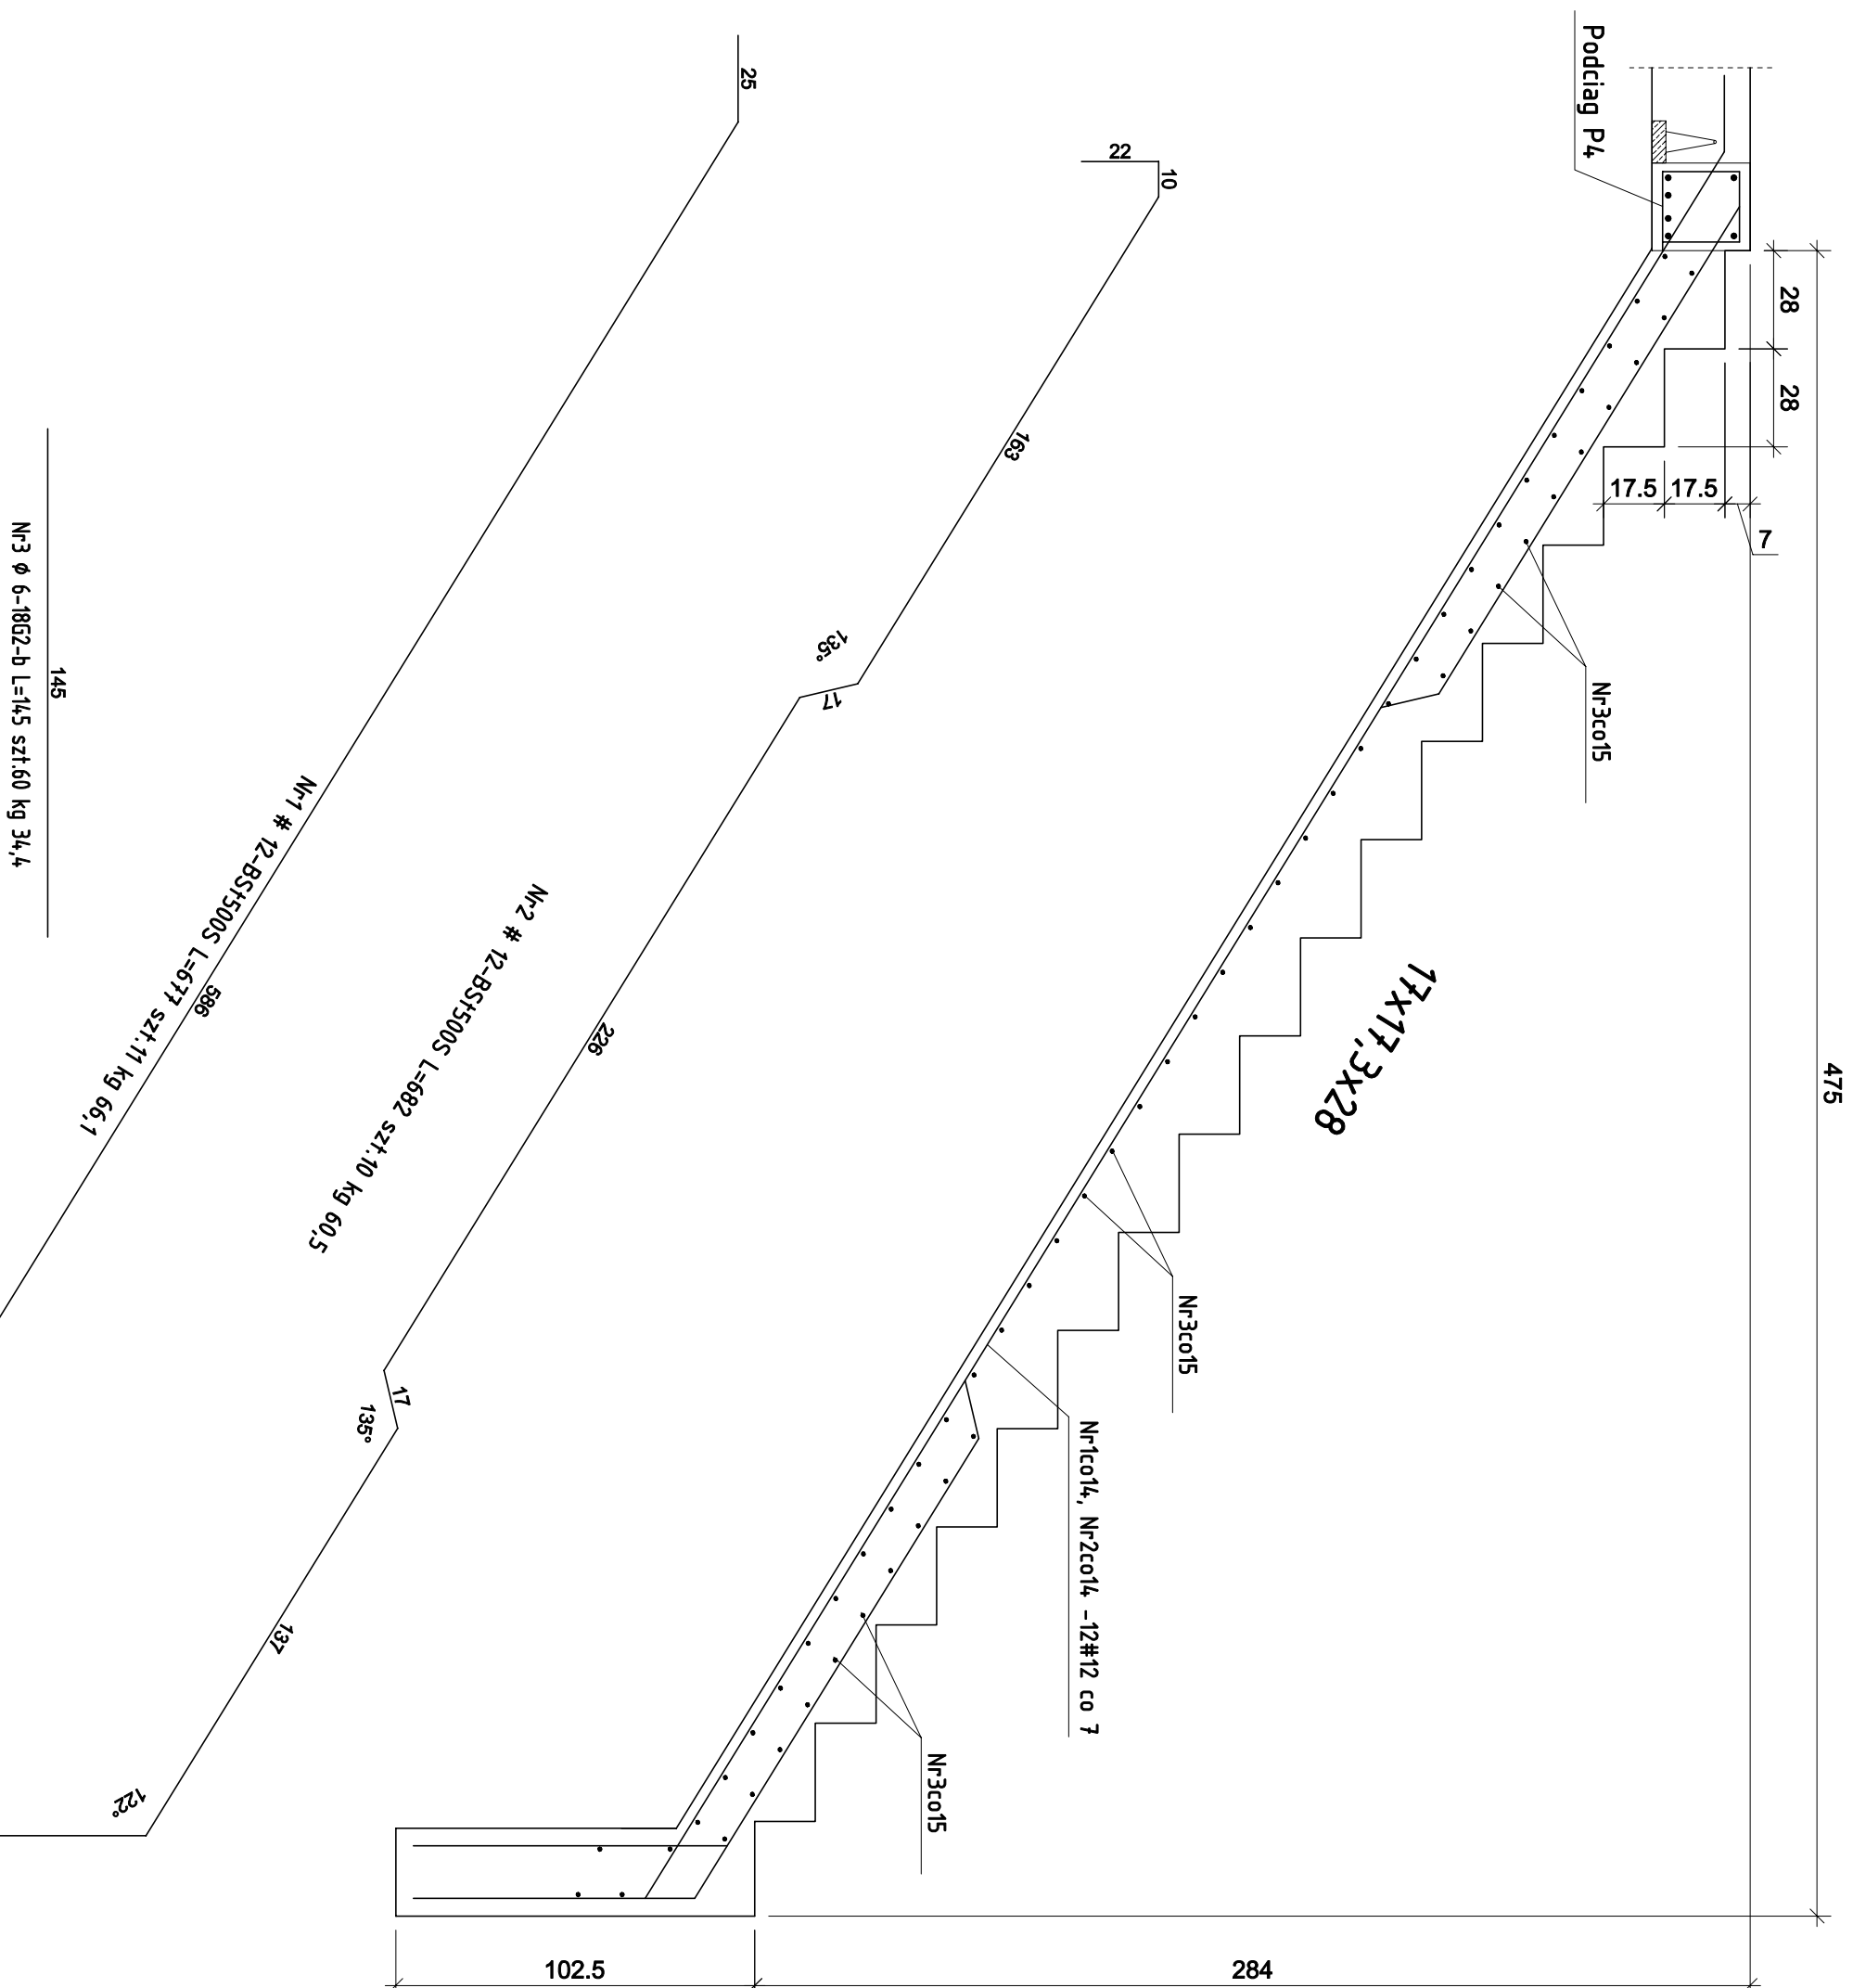 Podciag P4
25
22
10
28
28
17.5
17.5
7
163
135°
17
Nr3co15
145
Nr3 ϕ 6-18G2-b L=145 szt.60 kg 34,4
Nr1 # 12-BSt500S L=677 szt.11 kg 66,1
586
Nr2 # 12-BSt500S L=682 szt.10 kg 60,5
226
17x17,3x28
475
Nr3co15
17
135°
Nr1co14, Nr2co14 -12#12 co 7
137
Nr3co15
122°
102.5
284